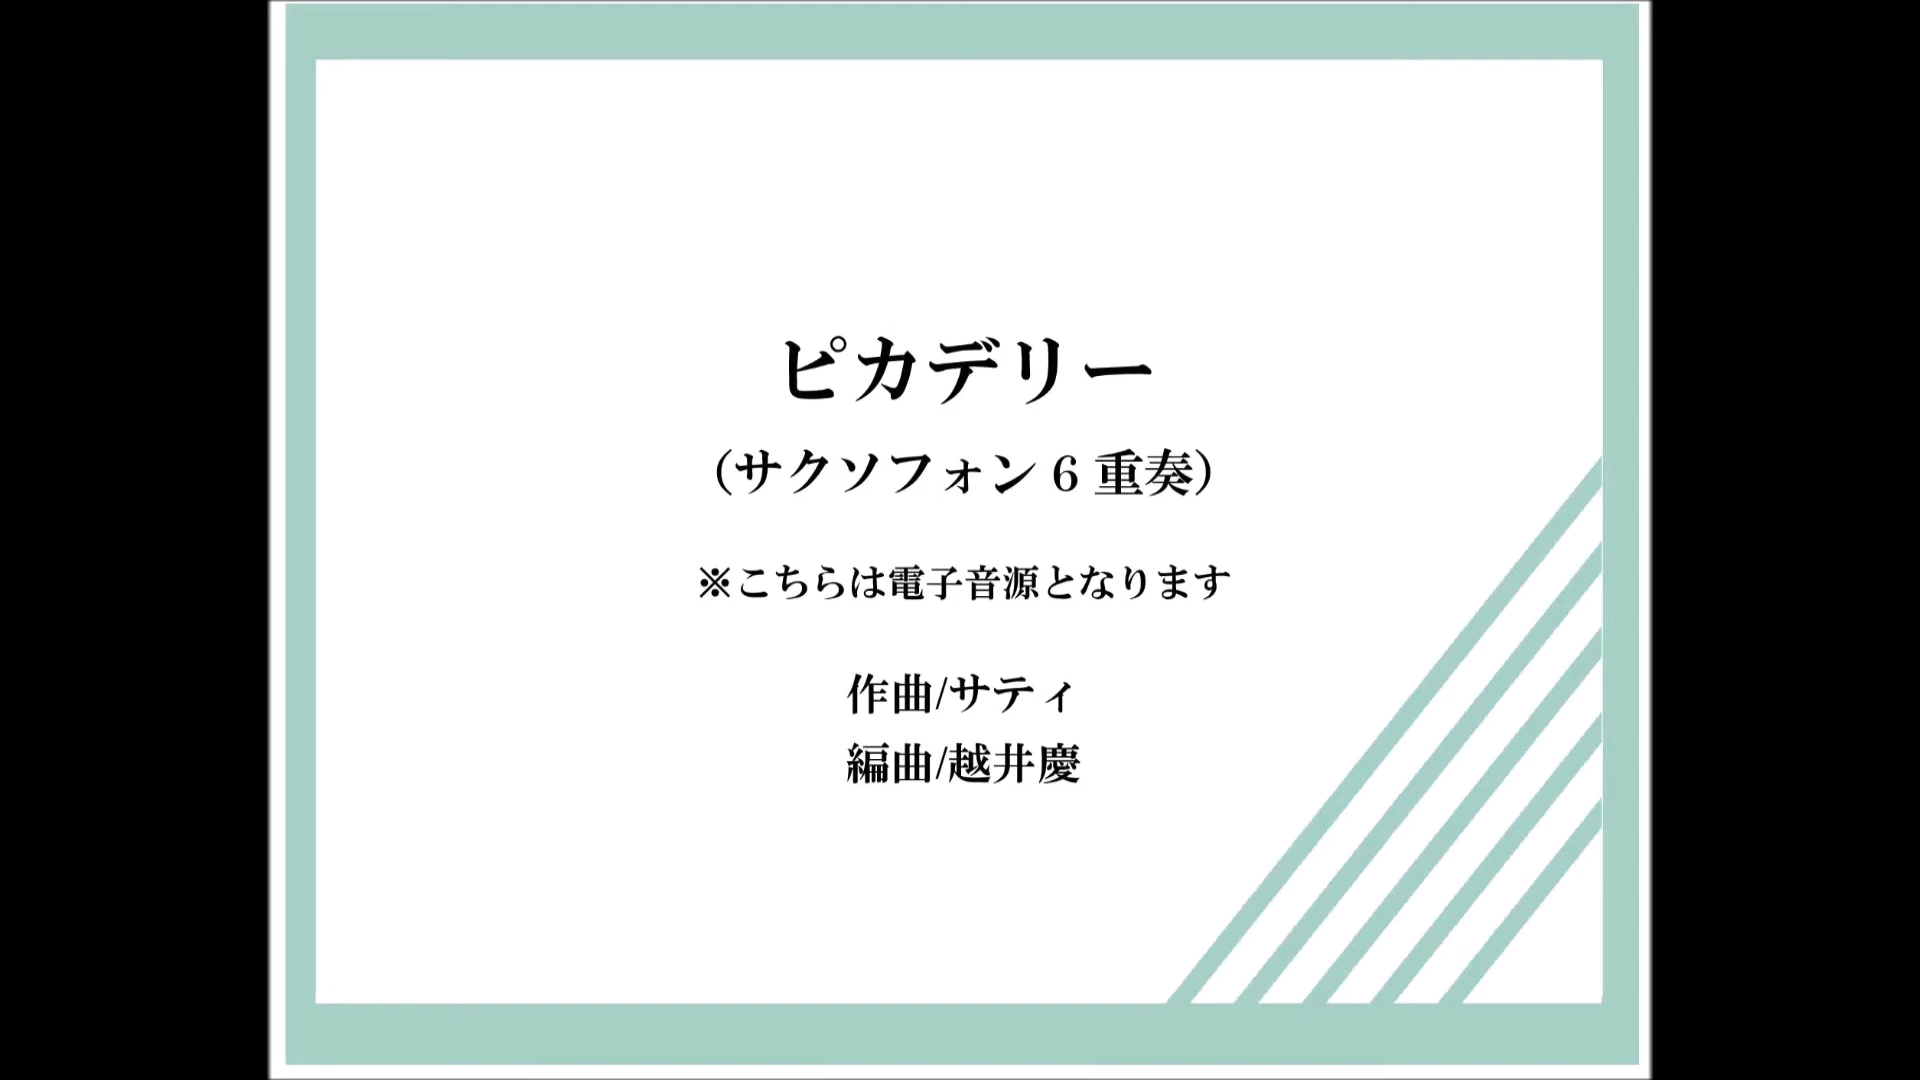 ピカデリー
（サクソフォン 6 重奏）
※こちらは電子音源となります
作曲/サティ
編曲/越井慶